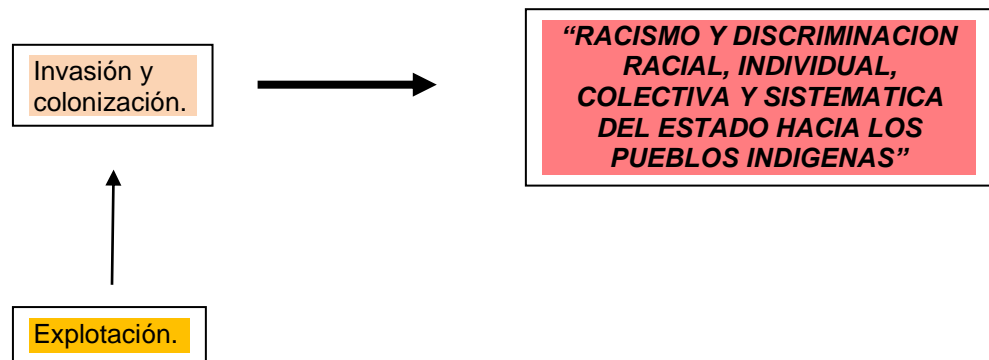 Invasión y
colonización.
“RACISMO Y DISCRIMINACION
RACIAL, INDIVIDUAL,
COLECTIVA Y SISTEMATICA
DEL ESTADO HACIA LOS
PUEBLOS INDIGENAS”
Explotación.